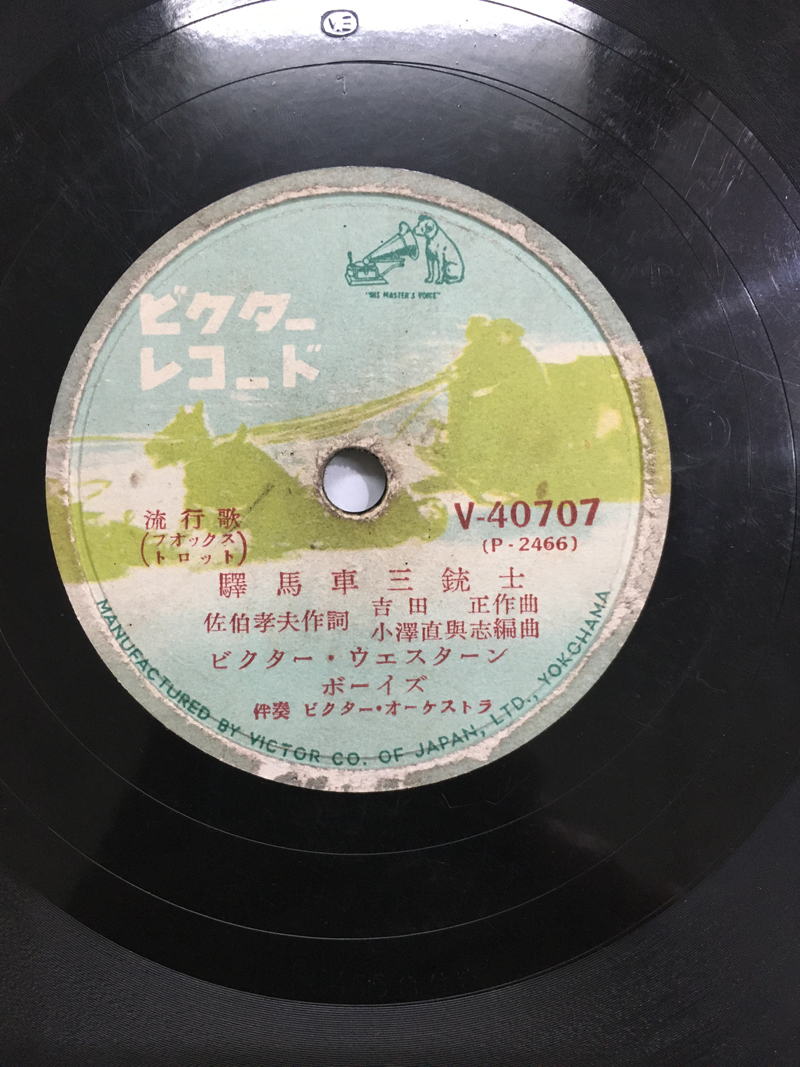 V.E
"HIS MASTER'S VOICE"
ビクター
レコード
流行歌
(フオックス
トロット)
V-40707
(P-2466)
驛馬車三銃士
佐伯孝夫作詞
吉田 正作曲
小澤直與志編曲
ビクター・ウエスターン
ボーイズ
伴奏 ビクター・オーケストラ
MANUFACTURED BY VICTOR CO. OF JAPAN, LTD., YOKOHAMA